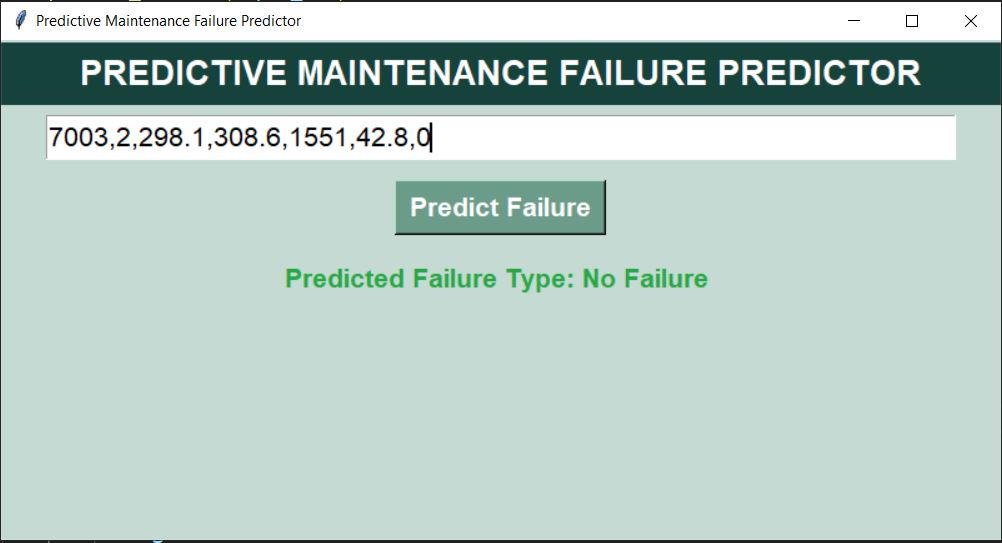 Predictive Maintenance Failure Predictor
PREDICTIVE MAINTENANCE FAILURE PREDICTOR
7003,2,298.1,308.6,1551,42.8,0
Predict Failure
Predicted Failure Type: No Failure